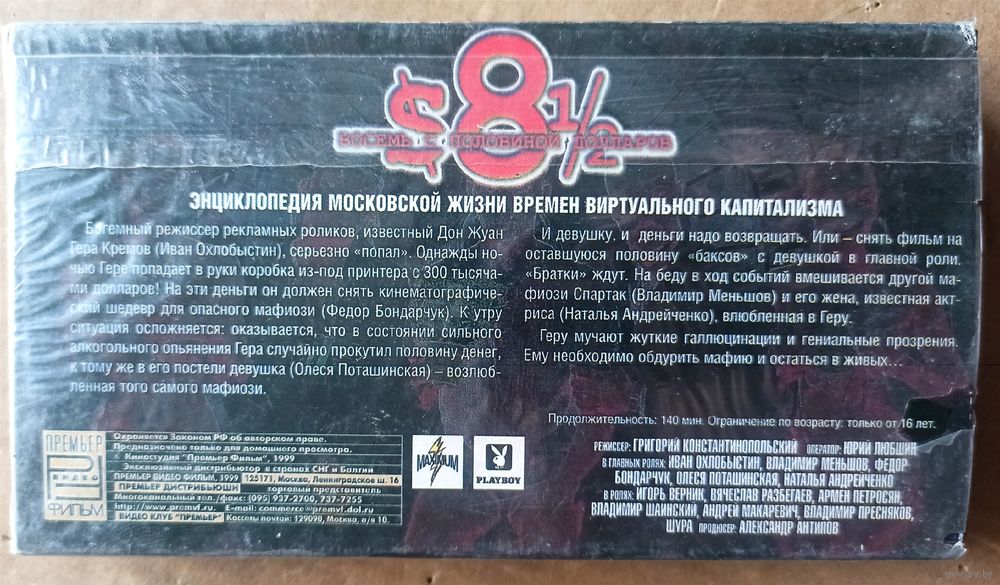 $8 1/2
ВОСЕМЬ С ПОЛОВИНОЙ ДОЛЛАРОВ
ЭНЦИКЛОПЕДИЯ МОСКОВСКОЙ ЖИЗНИ ВРЕМЕН ВИРТУАЛЬНОГО КАПИТАЛИЗМА
Богемный режиссер рекламных роликов, известный Дон Жуан
Гера Кремов (Иван Охлобыстин), серьезно “попал”. Однажды но-
чью Гере попадает в руки коробка из-под принтера с 300 тысяча-
ми долларов! На эти деньги он должен снять кинематографиче-
ский шедевр для опасного мафиози (Федор Бондарчук). К утру
ситуация осложняется: оказывается, что в состоянии сильного
алкогольного опьянения Гера случайно прокутил половину денег,
к тому же в его постели девушка (Олеся Поташинская) – возлюб-
ленная того самого мафиози.
И девушку, и деньги надо возвращать. Или – снять фильм на
оставшуюся половину «баксов» с девушкой в главной роли.
«Братки» ждут. На беду в ход событий вмешивается другой ма-
фиози Спартак (Владимир Меньшов) и его жена, известная акт-
риса (Наталья Андрейченко), влюбленная в Геру.
Геру мучают жуткие галлюцинации и гениальные прозрения.
Ему необходимо обдурить мафию и остаться в живых...
Продолжительность: 140 мин. Ограничение по возрасту: только от 16 лет.
РЕЖИССЕР: ГРИГОРИЙ КОНСТАНТИНОПОЛЬСКИЙ ОПЕРАТОР: ЮРИЙ ЛЮБШИН
В ГЛАВНЫХ РОЛЯХ: ИВАН ОХЛОБЫСТИН, ВЛАДИМИР МЕНЬШОВ, ФЕДОР
БОНДАРЧУК, ОЛЕСЯ ПОТАШИНСКАЯ, НАТАЛЬЯ АНДРЕЙЧЕНКО
В РОЛЯХ: ИГОРЬ ВЕРНИК, ВЯЧЕСЛАВ РАЗБЕГАЕВ, АРМЕН ПЕТРОСЯН,
ВЛАДИМИР ШАИНСКИЙ, АНДРЕЙ МАКАРЕВИЧ, ВЛАДИМИР ПРЕСНЯКОВ,
ШУРА ПРОДЮСЕР: АЛЕКСАНДР АНТИПОВ
ПРЕМЬЕР
ВИДЕО
ФИЛЬМ
Охраняется Законом РФ об авторском праве.
Предназначено только для домашнего просмотра.
© Киностудия "Премьер Фильм", 1999
Эксклюзивный дистрибьютор в странах СНГ и Балтии
ПРЕМЬЕР ВИДЕО ФИЛЬМ, 1999 125171, Москва, Ленинградское ш. 16
ПРЕМЬЕР ДИСТРИБЬЮШН торговый представитель
Многоканальный тел./факс: (095) 937-2700, 737-7255
http://www.premvf.ru E-mail: commerce@premvf.dol.ru
ВИДЕО КЛУБ "ПРЕМЬЕР" Кассеты почтой: 129090, Москва, а/я 10.
MAXIMUM
PLAYBOY
www.ay.by